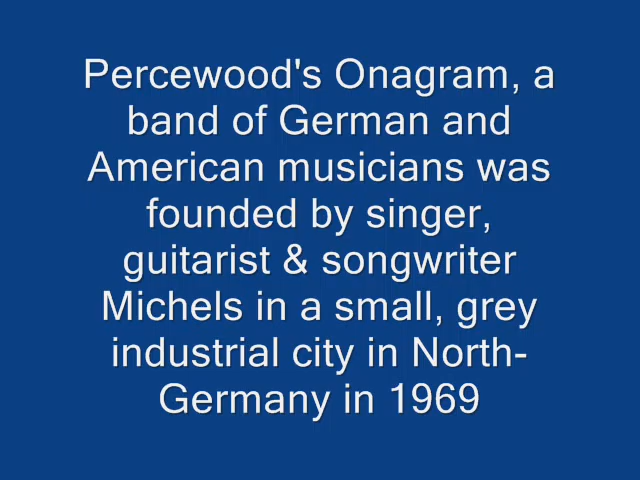 Percewood's Onagram, a
band of German and
American musicians was
founded by singer,
guitarist & songwriter
Michels in a small, grey
industrial city in North-
Germany in 1969